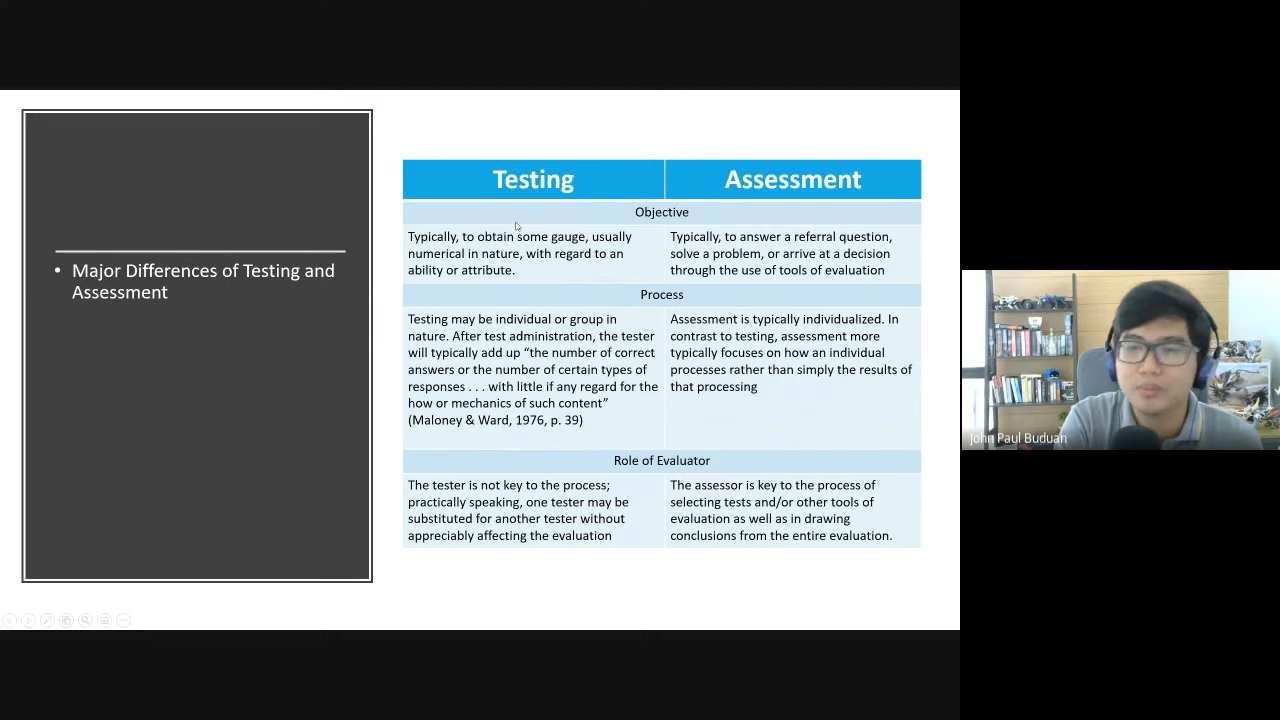 Major Differences of Testing and
Assessment
Testing
Assessment
Objective
Typically, to obtain some gauge, usually
numerical in nature, with regard to an
ability or attribute.
Typically, to answer a referral question,
solve a problem, or arrive at a decision
through the use of tools of evaluation
Process
Testing may be individual or group in
nature. After test administration, the tester
will typically add up “the number of correct
answers or the number of certain types of
responses . . . with little if any regard for the
how or mechanics of such content”
(Maloney & Ward, 1976, p. 39)
Assessment is typically individualized. In
contrast to testing, assessment more
typically focuses on how an individual
processes rather than simply the results of
that processing
Role of Evaluator
The tester is not key to the process;
practically speaking, one tester may be
substituted for another tester without
appreciably affecting the evaluation
The assessor is key to the process of
selecting tests and/or other tools of
evaluation as well as in drawing
conclusions from the entire evaluation.
John Paul Buduan